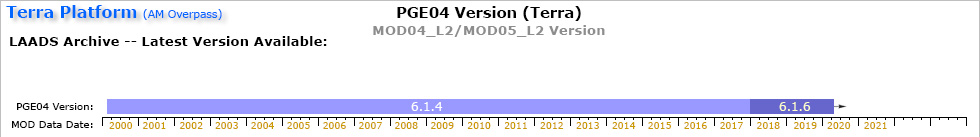 Terra Platform (AM Overpass)
PGE04 Version (Terra)
MOD04_L2/MOD05_L2 Version
LAADS Archive -- Latest Version Available:
PGE04 Version: 6.1.4 6.1.6
MOD Data Date: 2000 2001 2002 2003 2004 2005 2006 2007 2008 2009 2010 2011 2012 2013 2014 2015 2016 2017 2018 2019 2020 2021